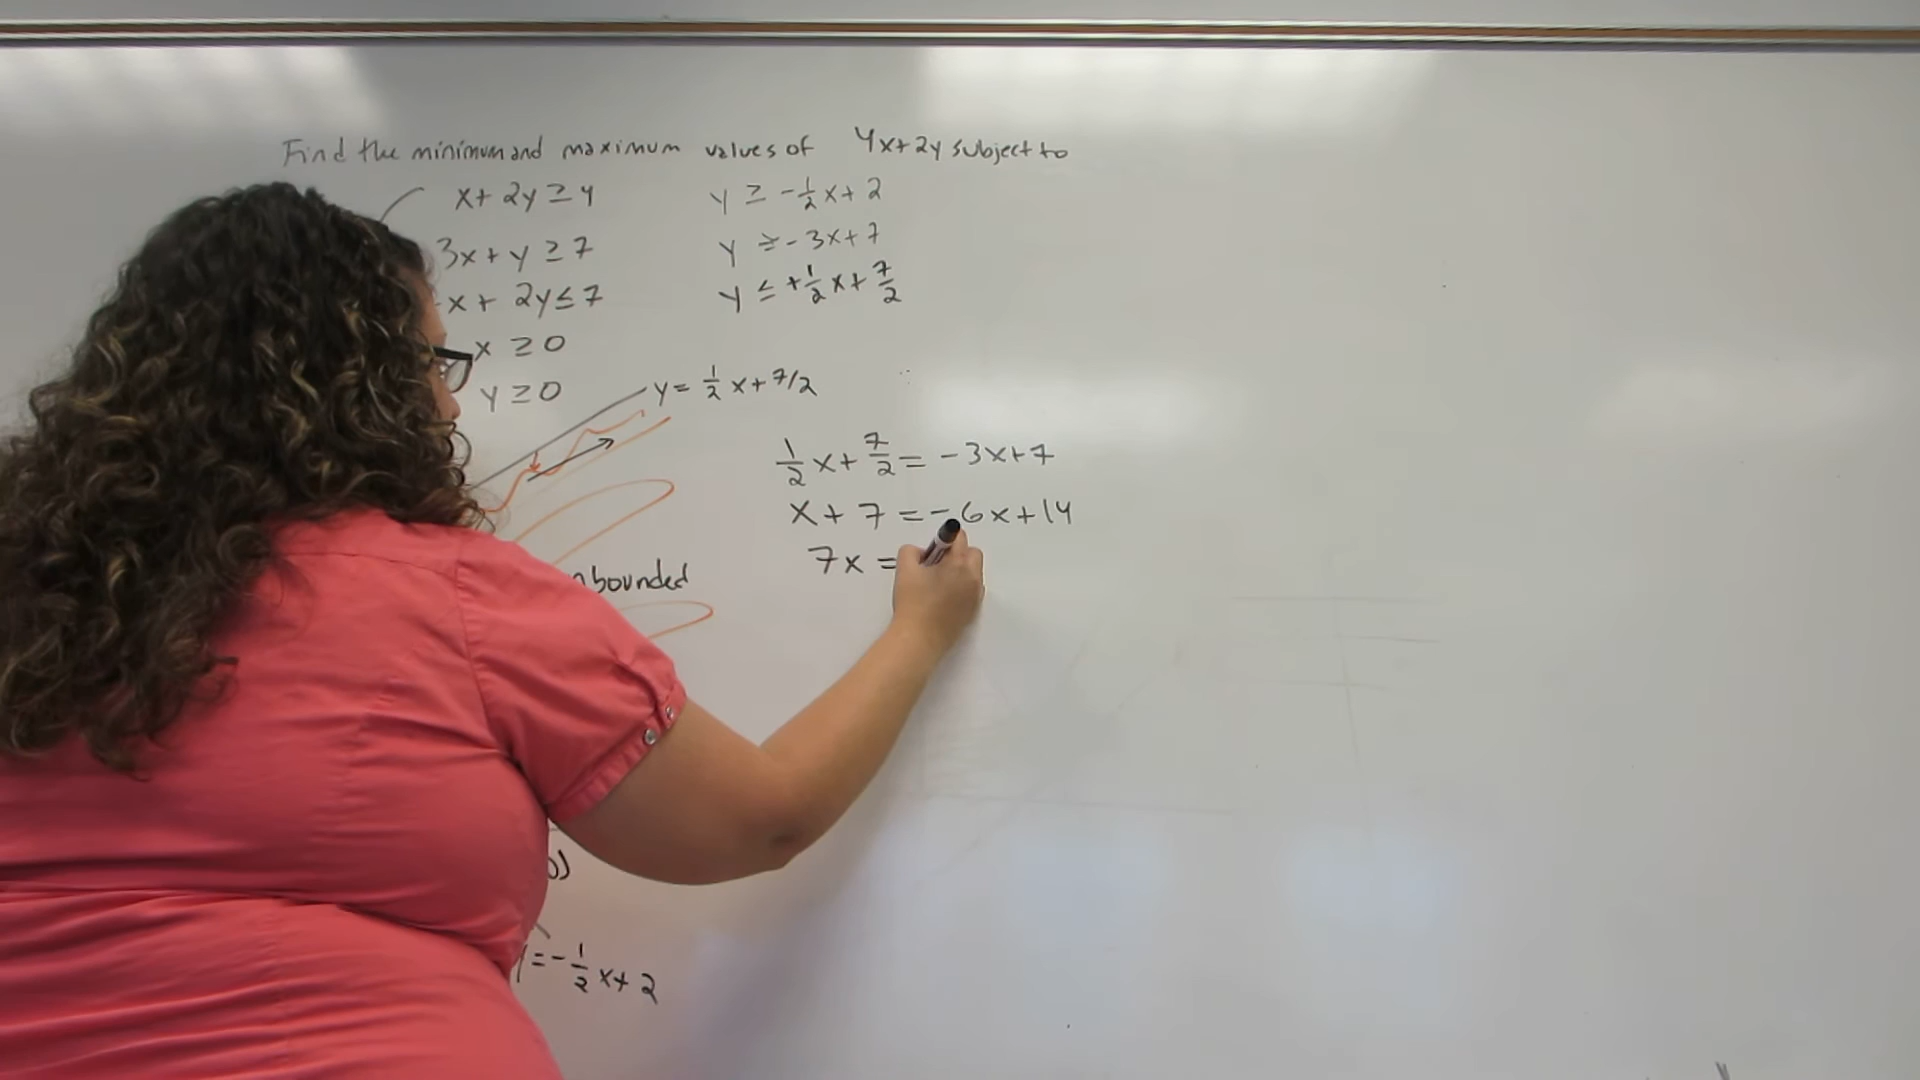 Find the minimum and maximum values of 4x+2y subject to
x+ 2y ≥ 4 y ≥ -1/2x+ 2
3x+ y ≥ 7 y ≥ -3x+7
-x + 2y ≤ 7 y ≤ +1/2x+ 7/2
x ≥ 0
y ≥ 0 y= 1/2 x+ 7/2
1/2x+ 7/2 = -3x+7
x + 7 = -6x+14
7x =
bounded
y=-1/2x+ 2